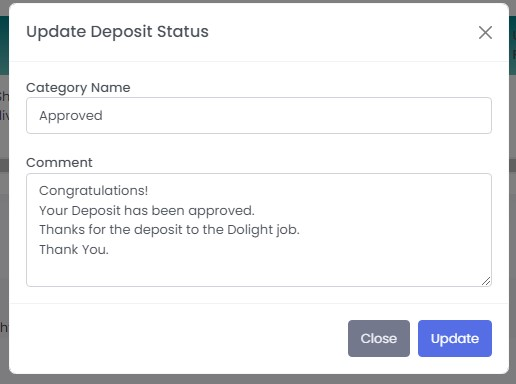 Update Deposit Status
Category Name
Approved
Comment
Congratulations!
Your Deposit has been approved.
Thanks for the deposit to the Dolight job.
Thank You.
Close
Update